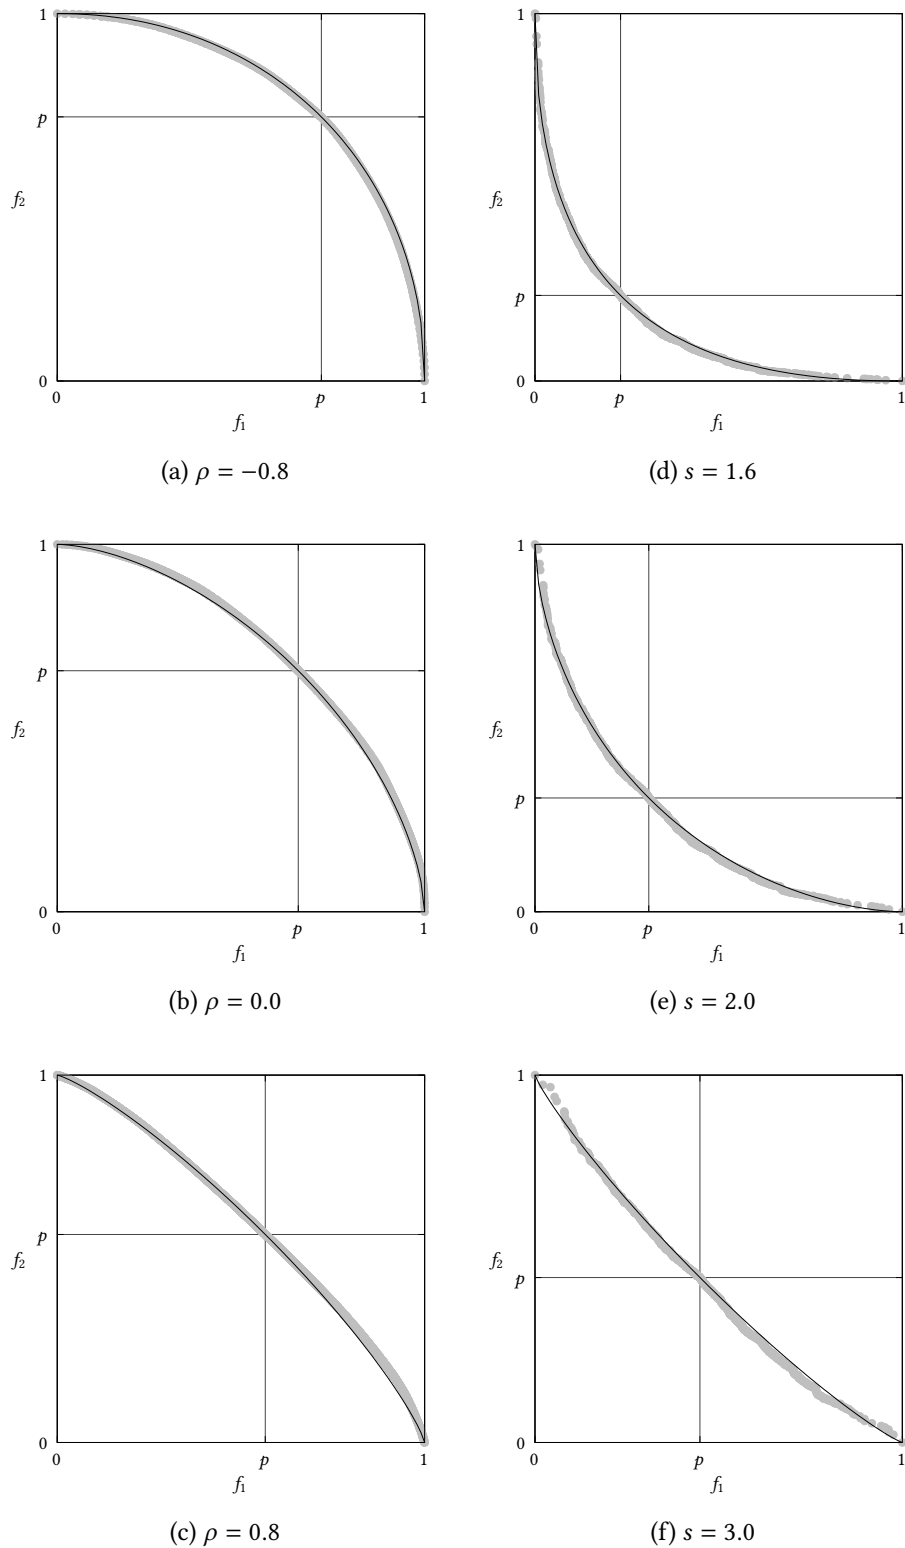 1
p
f₂
0
0
p
1
f₁
(a) ρ = −0.8
1
f₂
p
0
0
p
1
f₁
(d) s = 1.6
1
p
f₂
0
0
p
1
f₁
(b) ρ = 0.0
1
f₂
p
0
0
p
1
f₁
(e) s = 2.0
1
p
f₂
0
0
p
1
f₁
(c) ρ = 0.8
1
f₂
p
0
0
p
1
f₁
(f) s = 3.0